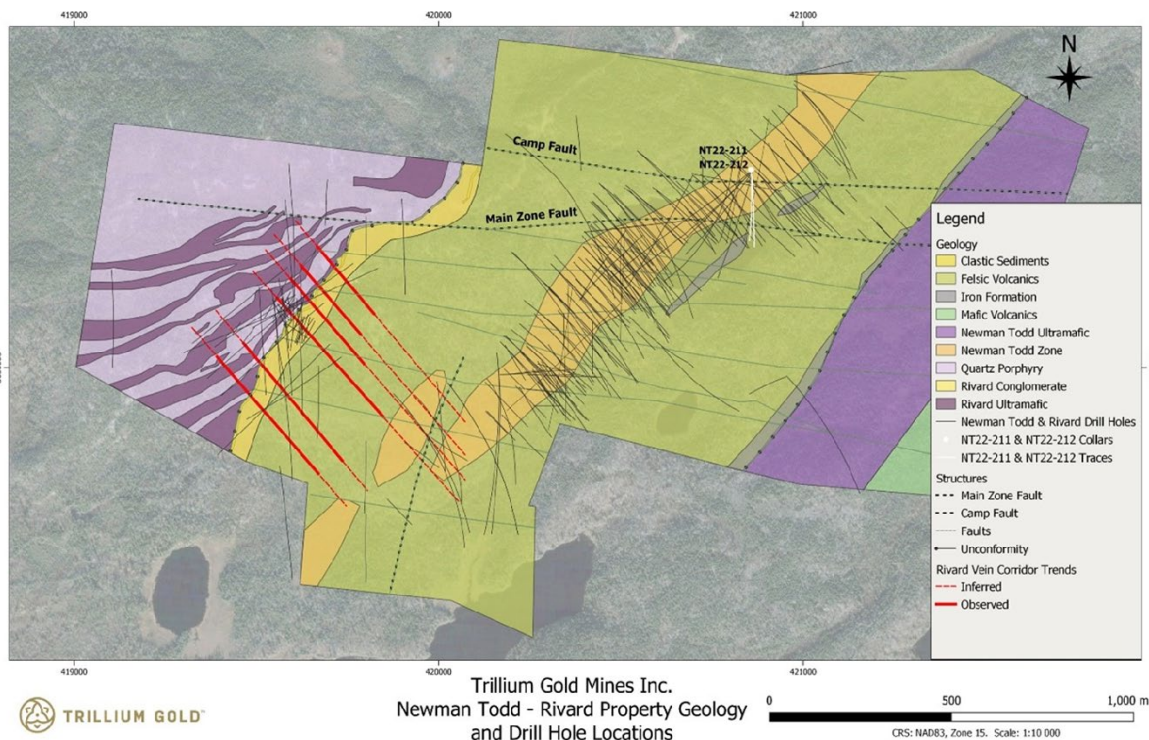 419000
420000
421000
N
NT22-211
NT22-212
Camp Fault
Main Zone Fault
Legend
Geology
Clastic Sediments
Felsic Volcanics
Iron Formation
Mafic Volcanics
Newman Todd Ultramafic
Newman Todd Zone
Quartz Porphyry
Rivard Conglomerate
Rivard Ultramafic
Newman Todd & Rivard Drill Holes
NT22-211 & NT22-212 Collars
NT22-211 & NT22-212 Traces
Structures
Main Zone Fault
Camp Fault
Faults
Unconformity
Rivard Vein Corridor Trends
Inferred
Observed
419000
420000
421000
TRILLIUM GOLD™
Trillium Gold Mines Inc.
Newman Todd - Rivard Property Geology
and Drill Hole Locations
0
500
1,000 m
CRS: NAD83, Zone 15. Scale: 1:10 000